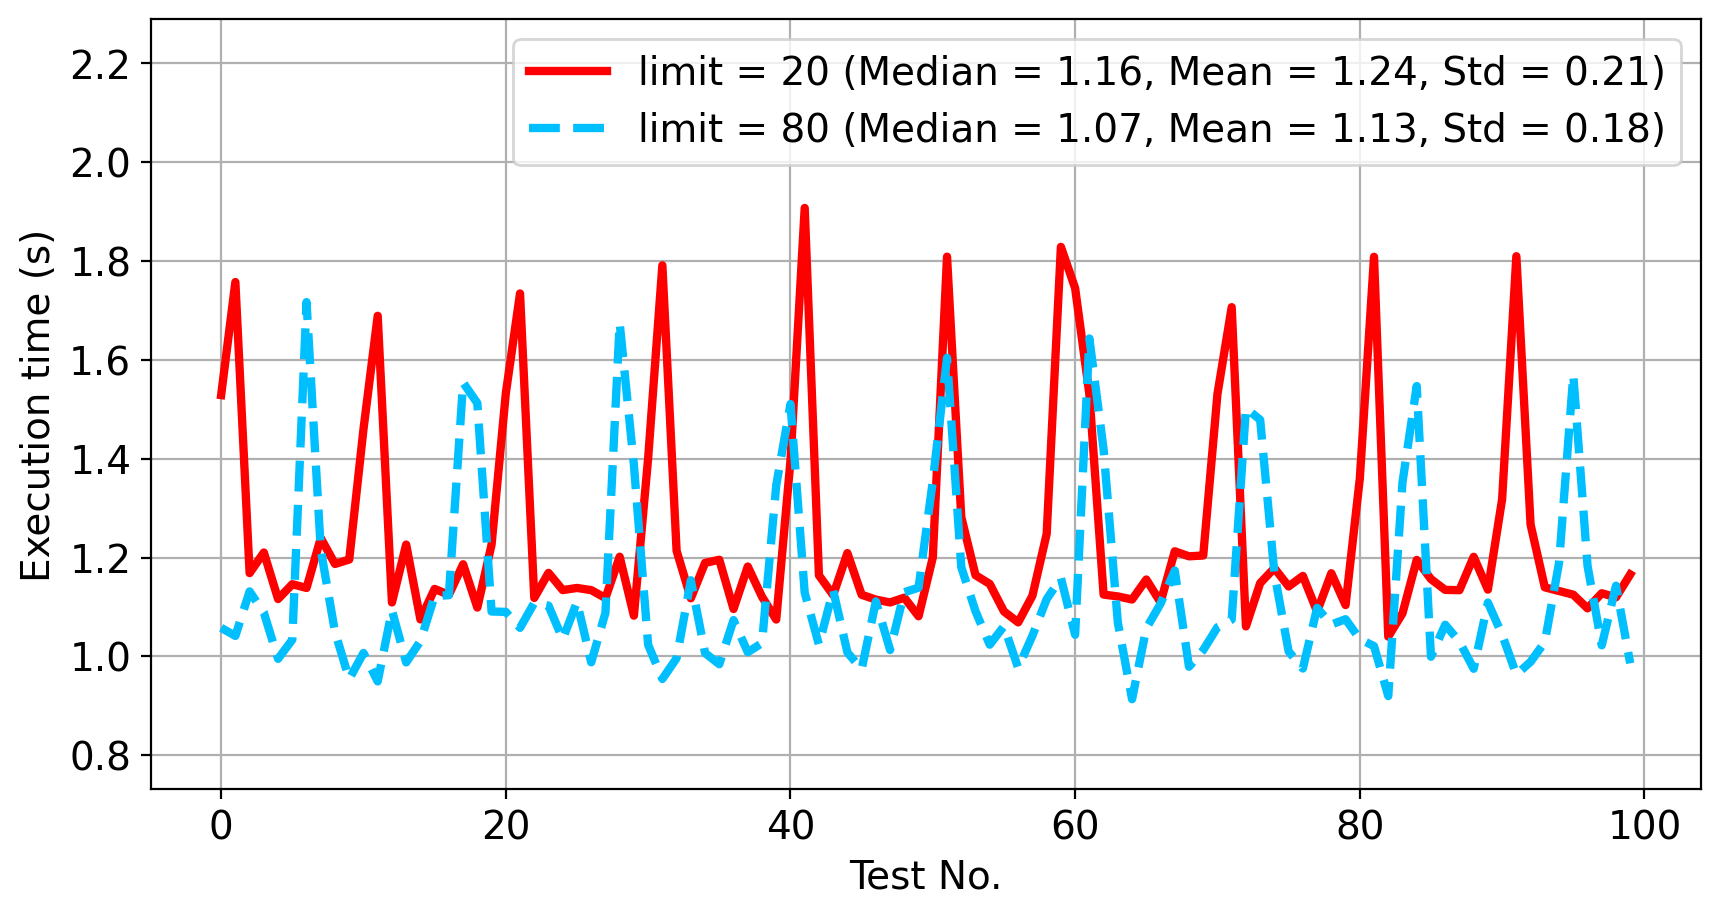 limit = 20 (Median = 1.16, Mean = 1.24, Std = 0.21)
limit = 80 (Median = 1.07, Mean = 1.13, Std = 0.18)
Execution time (s)
2.2
2.0
1.8
1.6
1.4
1.2
1.0
0.8
0 20 40 60 80 100
Test No.